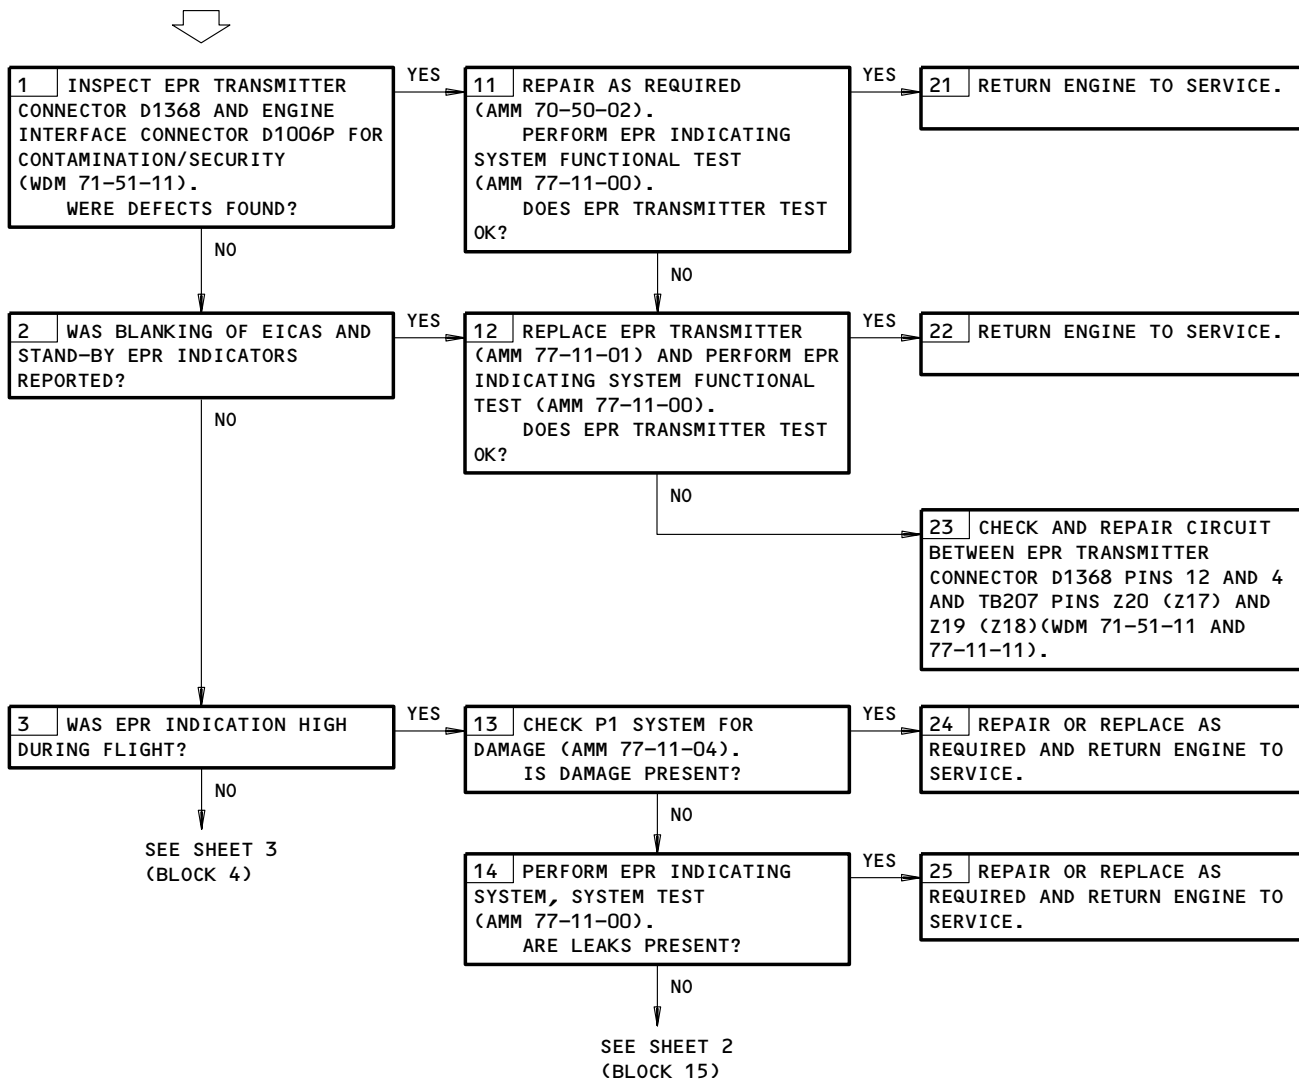 1 INSPECT EPR TRANSMITTER
CONNECTOR D1368 AND ENGINE
INTERFACE CONNECTOR D1006P FOR
CONTAMINATION/SECURITY
(WDM 71-51-11).
WERE DEFECTS FOUND?
YES
11 REPAIR AS REQUIRED
(AMM 70-50-02).
PERFORM EPR INDICATING
SYSTEM FUNCTIONAL TEST
(AMM 77-11-00).
DOES EPR TRANSMITTER TEST
OK?
YES
21 RETURN ENGINE TO SERVICE.
NO
NO
2 WAS BLANKING OF EICAS AND
STAND-BY EPR INDICATORS
REPORTED?
YES
12 REPLACE EPR TRANSMITTER
(AMM 77-11-01) AND PERFORM EPR
INDICATING SYSTEM FUNCTIONAL
TEST (AMM 77-11-00).
DOES EPR TRANSMITTER TEST
OK?
YES
22 RETURN ENGINE TO SERVICE.
NO
NO
23 CHECK AND REPAIR CIRCUIT
BETWEEN EPR TRANSMITTER
CONNECTOR D1368 PINS 12 AND 4
AND TB207 PINS Z20 (Z17) AND
Z19 (Z18)(WDM 71-51-11 AND
77-11-11).
3 WAS EPR INDICATION HIGH
DURING FLIGHT?
YES
13 CHECK P1 SYSTEM FOR
DAMAGE (AMM 77-11-04).
IS DAMAGE PRESENT?
YES
24 REPAIR OR REPLACE AS
REQUIRED AND RETURN ENGINE TO
SERVICE.
NO
NO
SEE SHEET 3
(BLOCK 4)
14 PERFORM EPR INDICATING
SYSTEM, SYSTEM TEST
(AMM 77-11-00).
ARE LEAKS PRESENT?
YES
25 REPAIR OR REPLACE AS
REQUIRED AND RETURN ENGINE TO
SERVICE.
NO
SEE SHEET 2
(BLOCK 15)